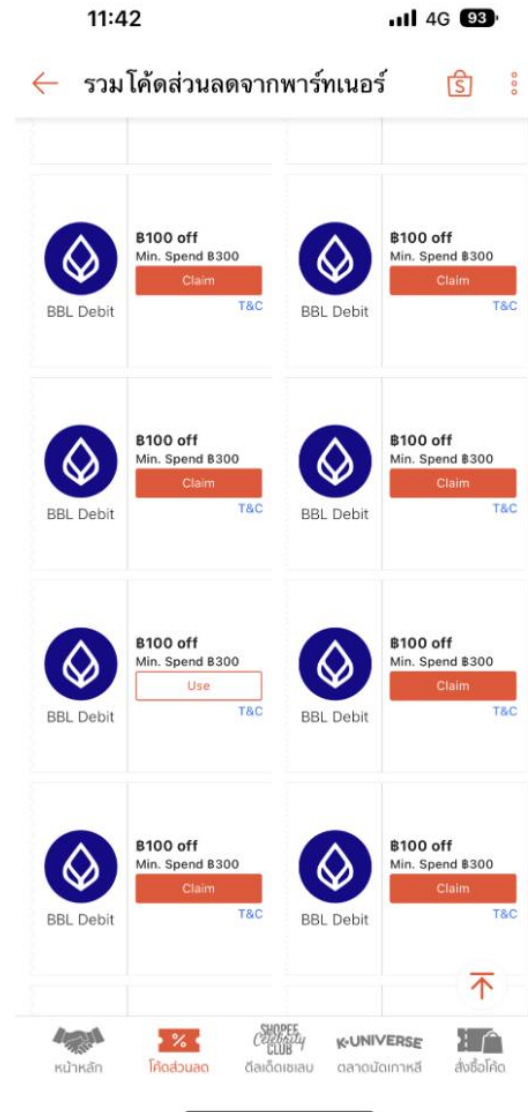 11:42
4G 93
รวมโค้ดส่วนลดจากพาร์ทเนอร์
฿100 off
Min. Spend ฿300
Claim
T&C
BBL Debit
฿100 off
Min. Spend ฿300
Claim
T&C
BBL Debit
฿100 off
Min. Spend ฿300
Claim
T&C
BBL Debit
฿100 off
Min. Spend ฿300
Claim
T&C
BBL Debit
฿100 off
Min. Spend ฿300
Use
T&C
BBL Debit
฿100 off
Min. Spend ฿300
Claim
T&C
BBL Debit
฿100 off
Min. Spend ฿300
Claim
T&C
BBL Debit
฿100 off
Min. Spend ฿300
Claim
T&C
BBL Debit
หน้าหลัก
%
โค้ดส่วนลด
SHOPEE
Celebrity
CLUB
ดีลเด็ดเซเลบ
K-UNIVERSE
ตลาดนัดเกาหลี
สั่งซื้อโค้ด